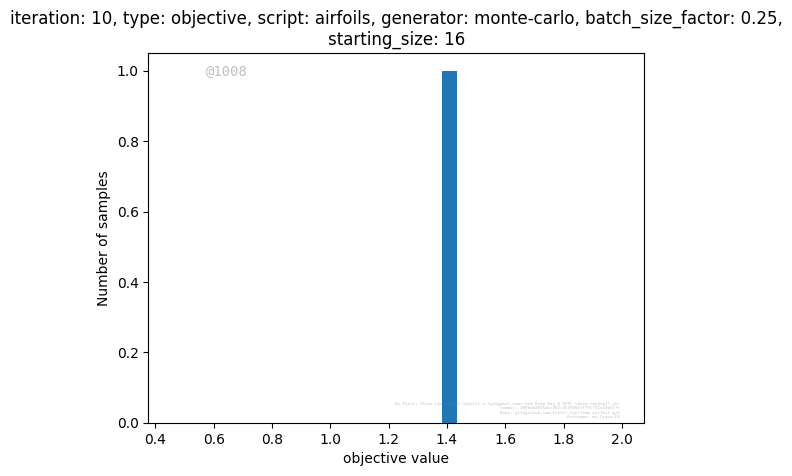 iteration: 10, type: objective, script: airfoils, generator: monte-carlo, batch_size_factor: 0.25,
starting_size: 16
@1008
1.0
0.8
0.6
0.4
0.2
0.0
Number of samples
0.4 0.6 0.8 1.0 1.2 1.4 1.6 1.8 2.0
objective value